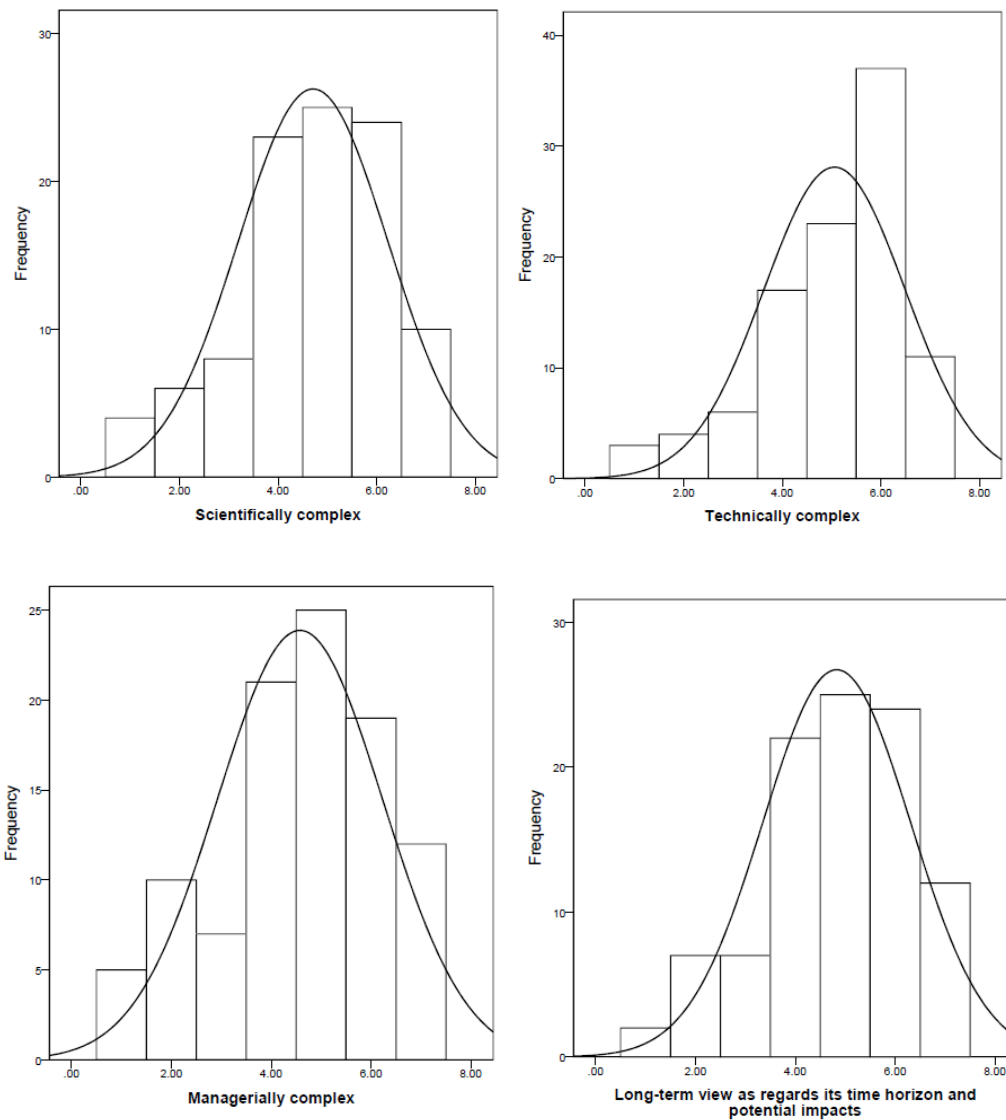 30
20
10
0
Frequency
.00 2.00 4.00 6.00 8.00
Scientifically complex
40
30
20
10
0
Frequency
.00 2.00 4.00 6.00 8.00
Technically complex
25
20
15
10
5
0
Frequency
.00 2.00 4.00 6.00 8.00
Managerially complex
30
20
10
0
Frequency
.00 2.00 4.00 6.00 8.00
Long-term view as regards its time horizon and
potential impacts